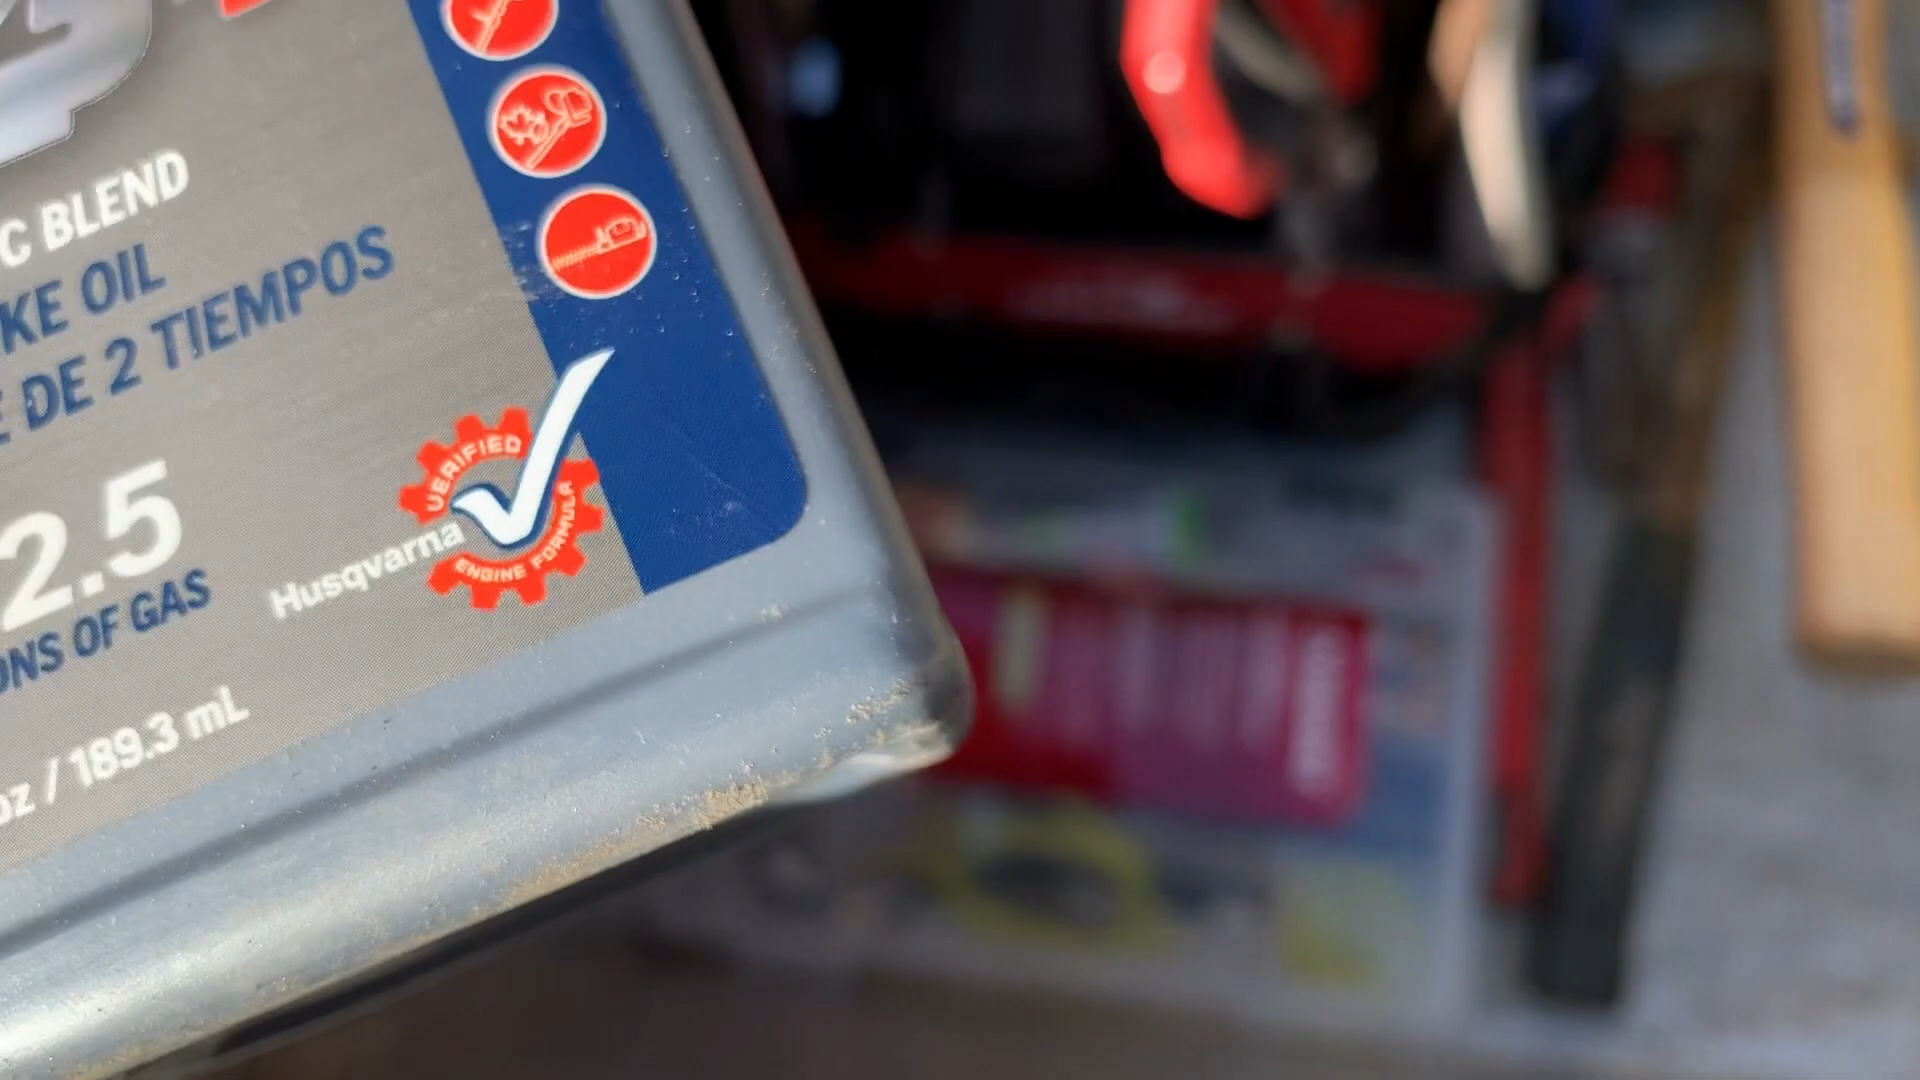 C BLEND
KE OIL
E DE 2 TIEMPOS
2.5
ONS OF GAS
oz / 189.3 mL
Husqvarna
VERIFIED
ENGINE FORMULA